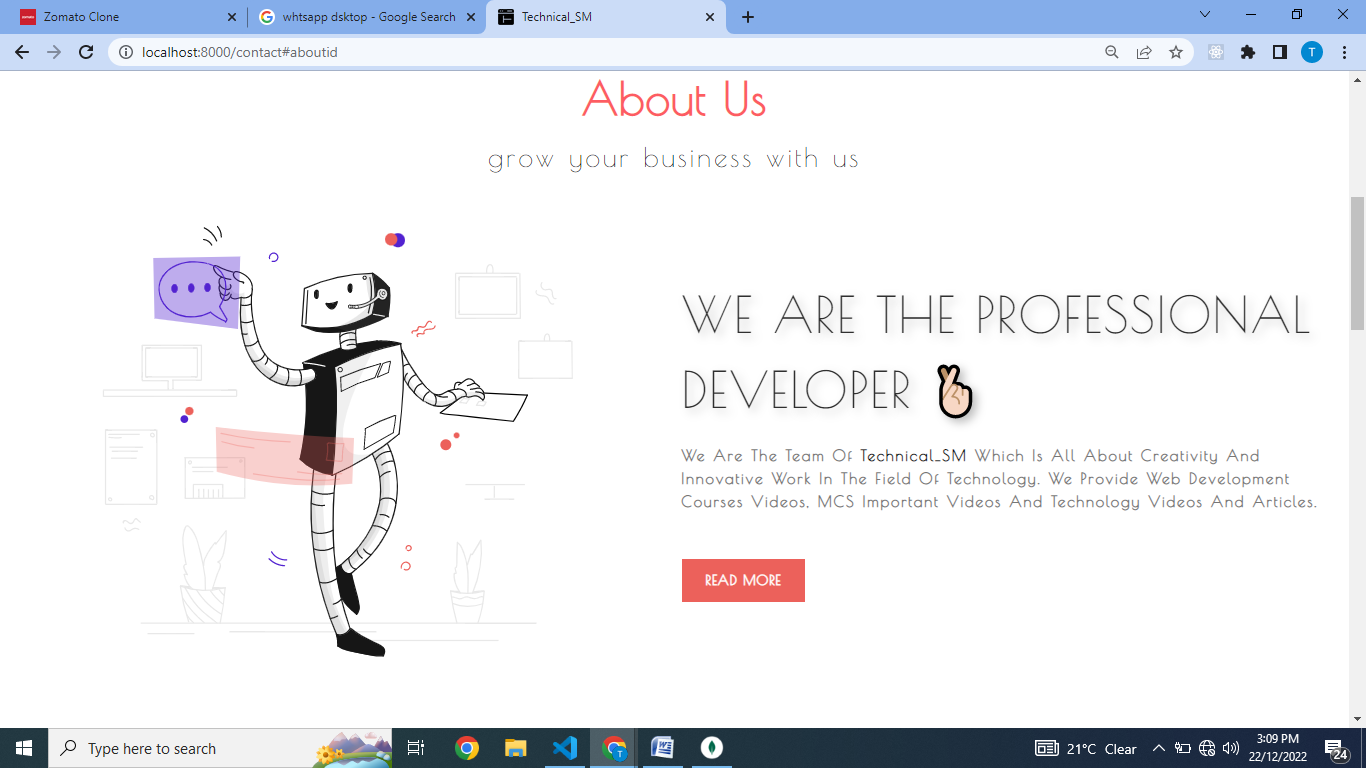 Zomato Clone
whtsapp dsktop - Google Search
Technical_SM
localhost:8000/contact#aboutid
T
About Us
grow your business with us
WE ARE THE PROFESSIONAL
DEVELOPER 🤞🏻
We Are The Team Of Technical_SM Which Is All About Creativity And
Innovative Work In The Field Of Technology. We Provide Web Development
Courses Videos, MCS Important Videos And Technology Videos And Articles.
READ MORE
Type here to search
21°C Clear
3:09 PM
22/12/2022
24